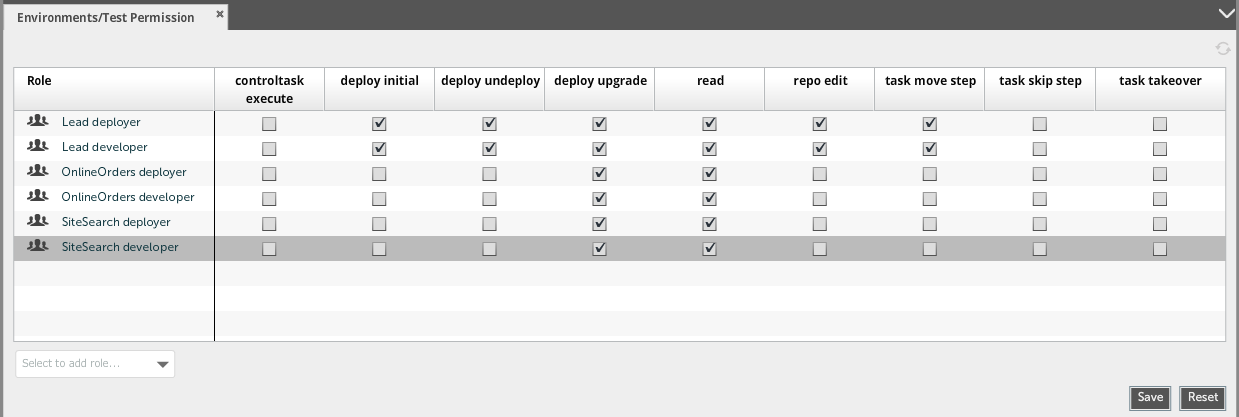 Environments/Test Permission
Role controltask execute deploy initial deploy undeploy deploy upgrade read repo edit task move step task skip step task takeover
Lead deployer
Lead developer
OnlineOrders deployer
OnlineOrders developer
SiteSearch deployer
SiteSearch developer
Select to add role...
Save Reset